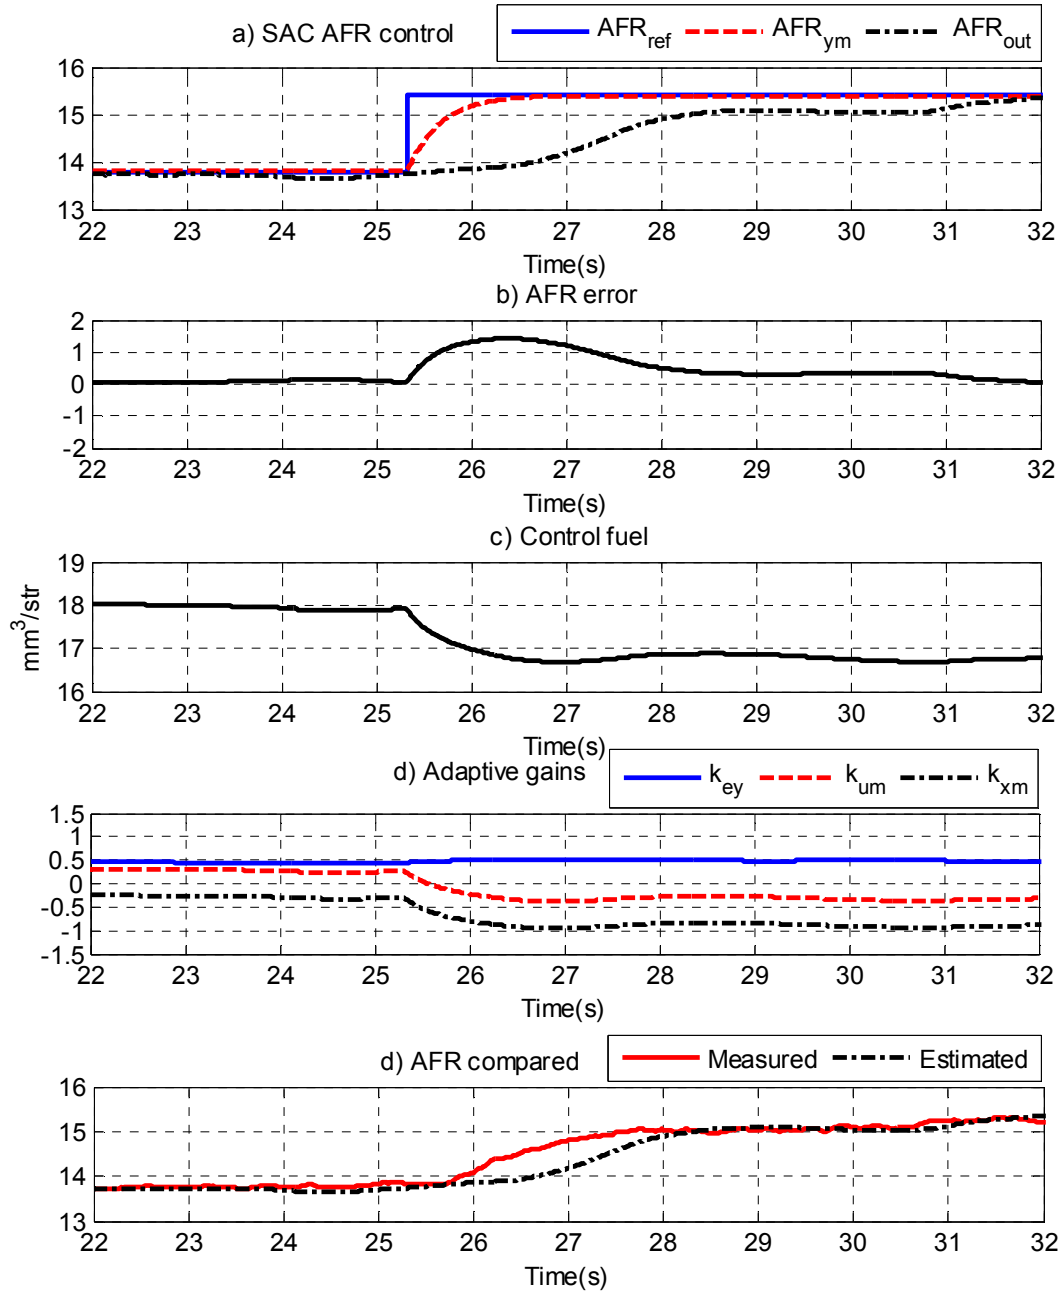 a) SAC AFR control
AFR_ref AFR_ym AFR_out
16
15
14
13
22 23 24 25 26 27 28 29 30 31 32
Time(s)
b) AFR error
2
1
0
-1
-2
22 23 24 25 26 27 28 29 30 31 32
Time(s)
c) Control fuel
mm³/str
19
18
17
16
22 23 24 25 26 27 28 29 30 31 32
Time(s)
d) Adaptive gains
k_ey k_um k_xm
1.5
1
0.5
0
-0.5
-1
-1.5
22 23 24 25 26 27 28 29 30 31 32
Time(s)
d) AFR compared
Measured Estimated
16
15
14
13
22 23 24 25 26 27 28 29 30 31 32
Time(s)